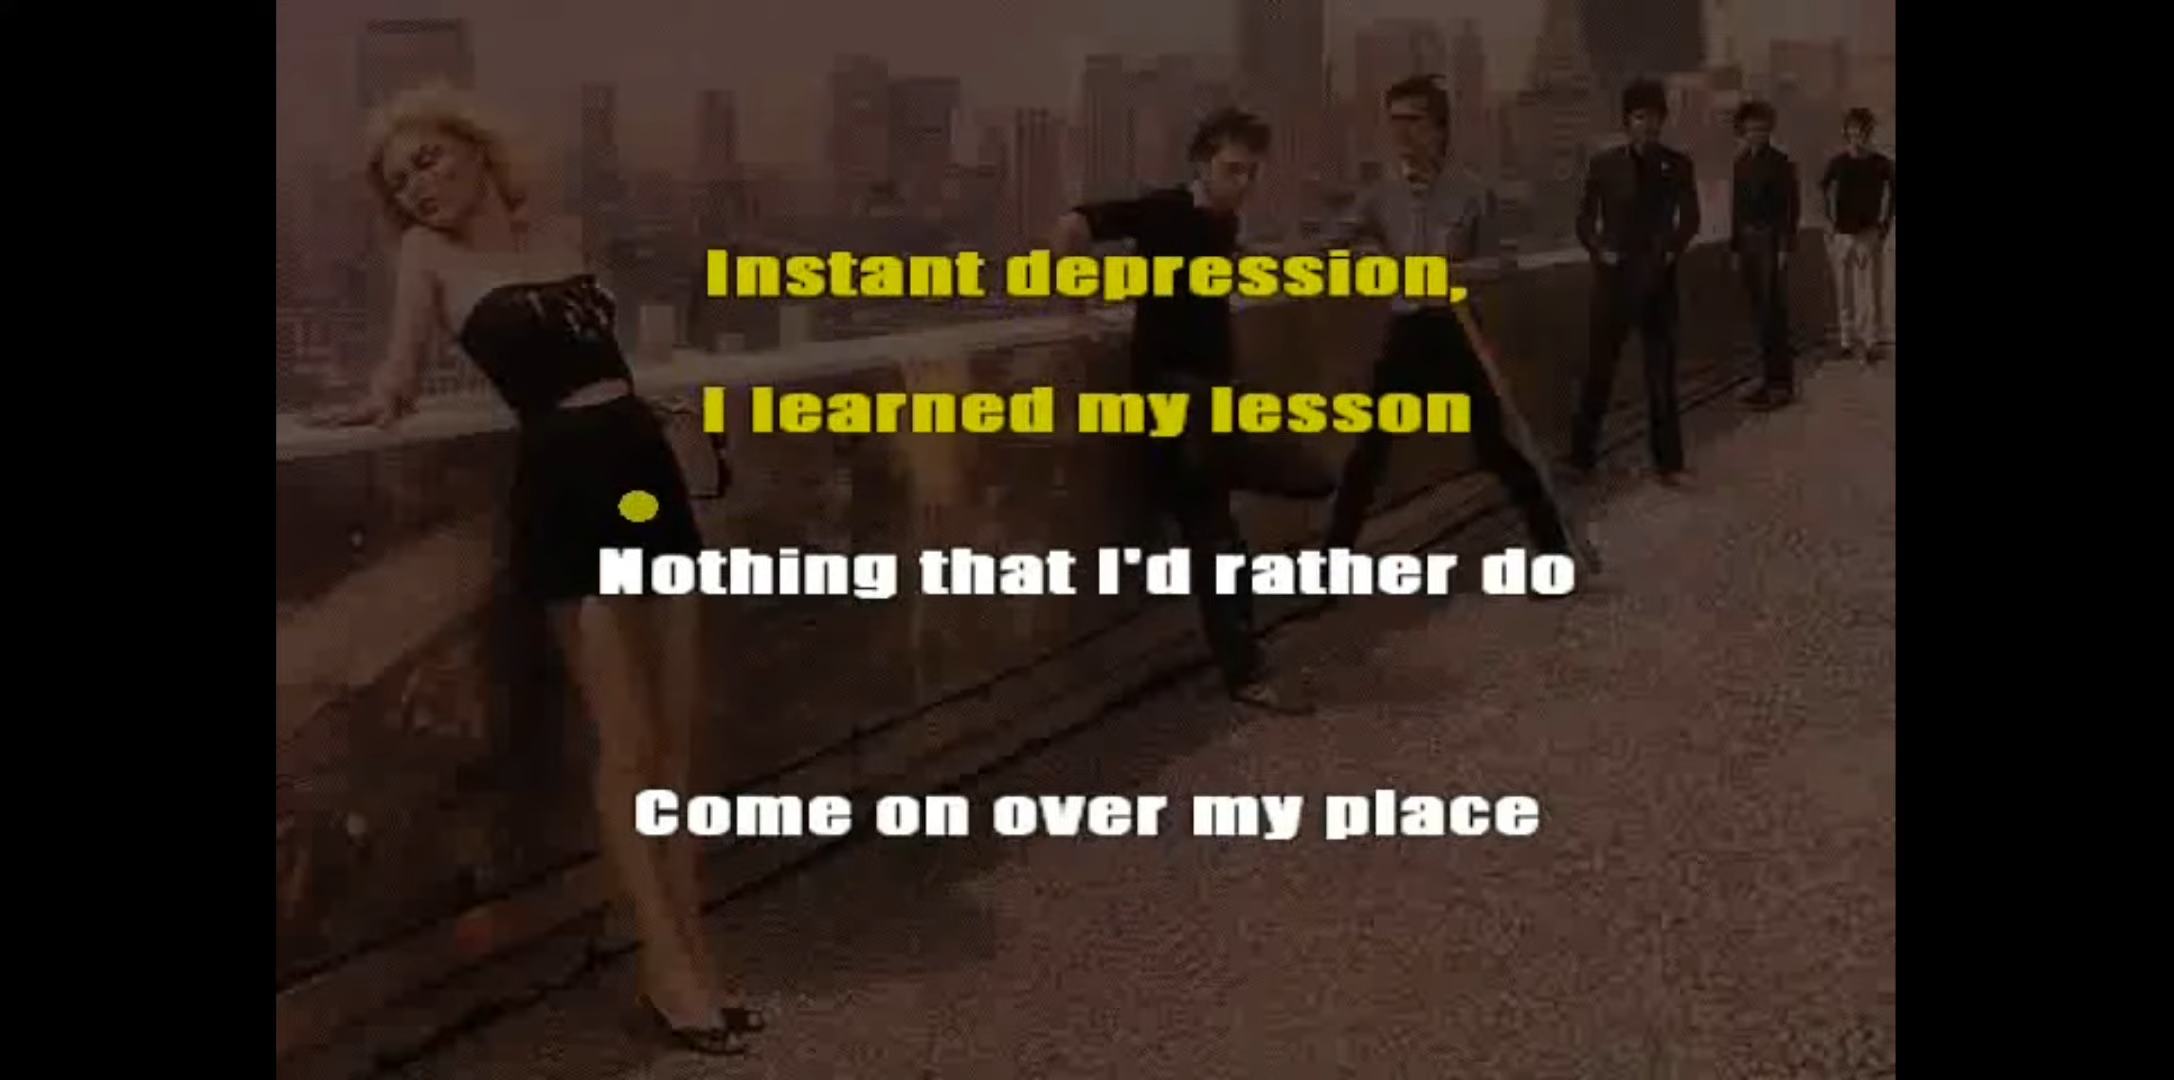 Instant depression,
I learned my lesson
Nothing that I'd rather do
Come on over my place